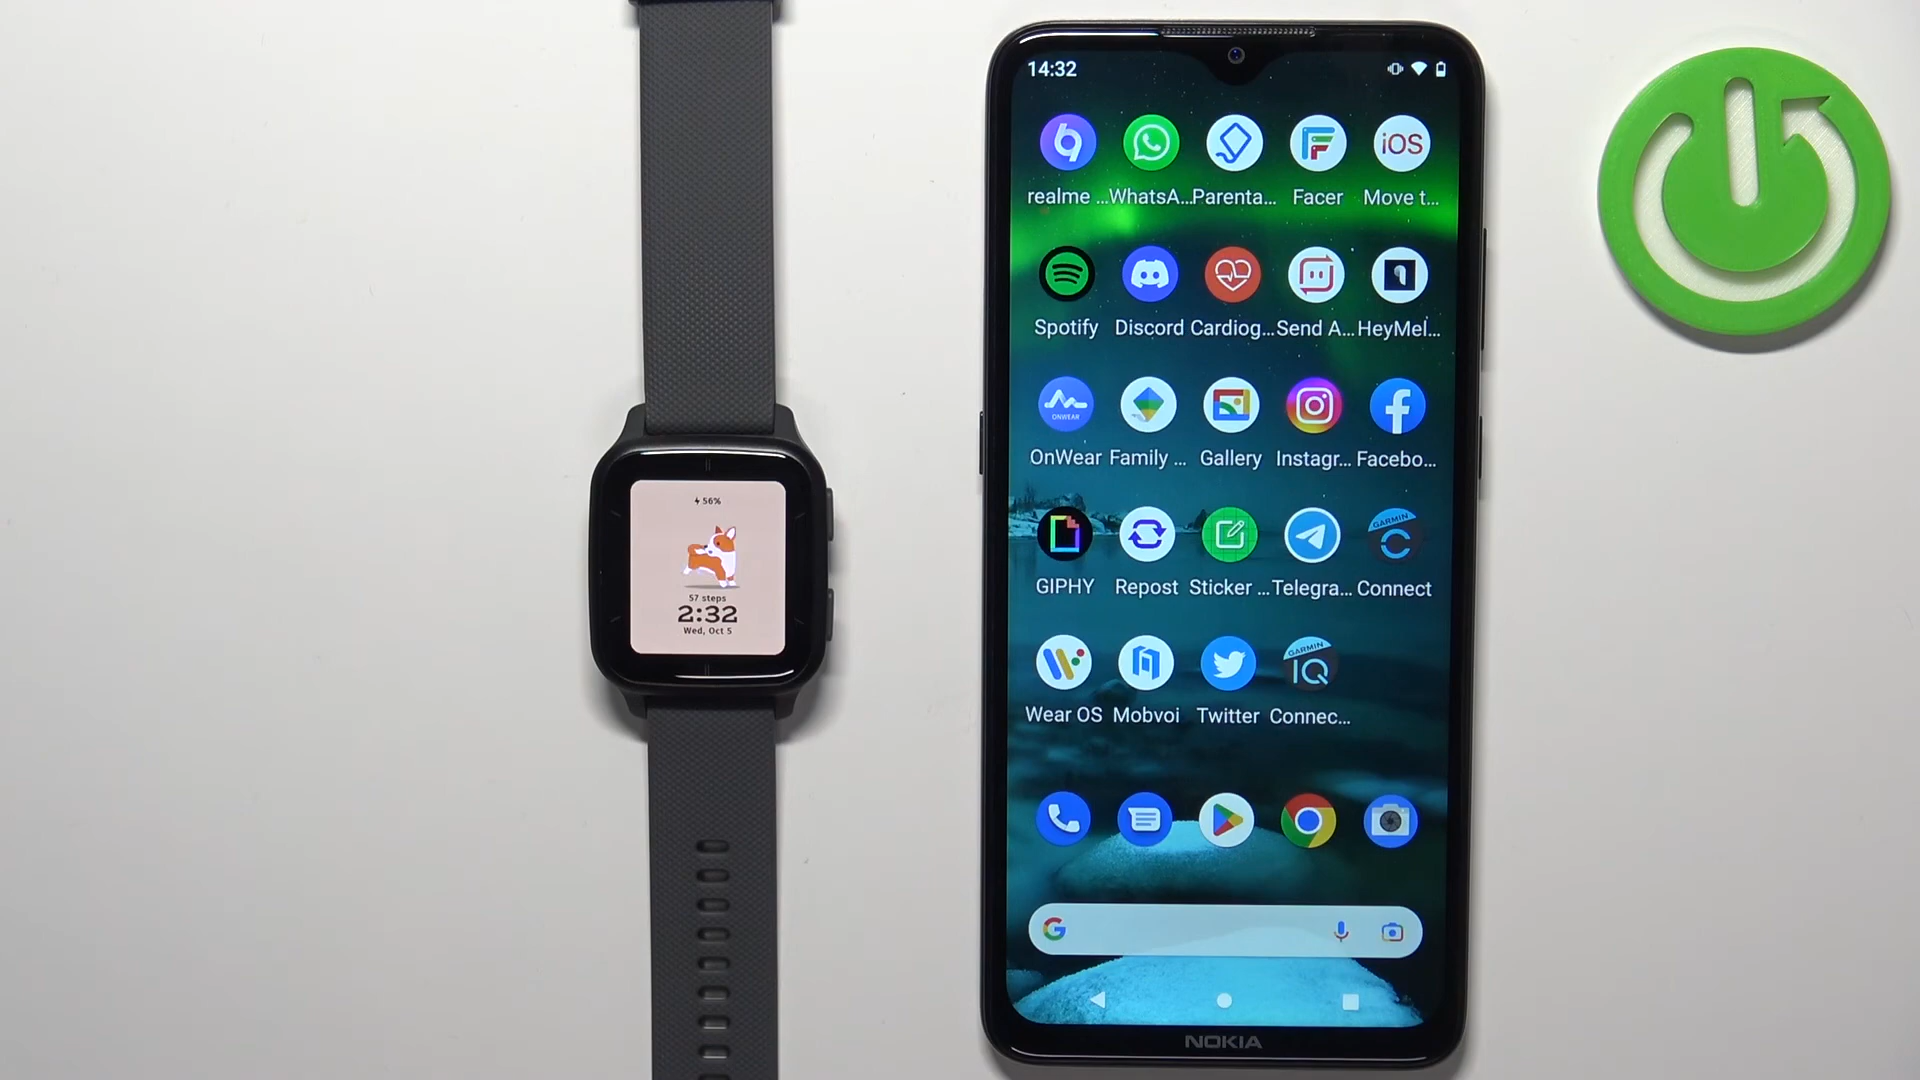 14:32
iOS
realme ...
WhatsA...
Parenta...
Facer
Move t...
Spotify
Discord
Cardiog...
Send A...
HeyMel...
ONWEAR
OnWear
Family ...
Gallery
Instagr...
Facebo...
GARMIN
GIPHY
Repost
Sticker ...
Telegra...
Connect
GARMIN
IQ
Wear OS
Mobvoi
Twitter
Connec...
NOKIA
56%
57 steps
2:32
Wed, Oct 5